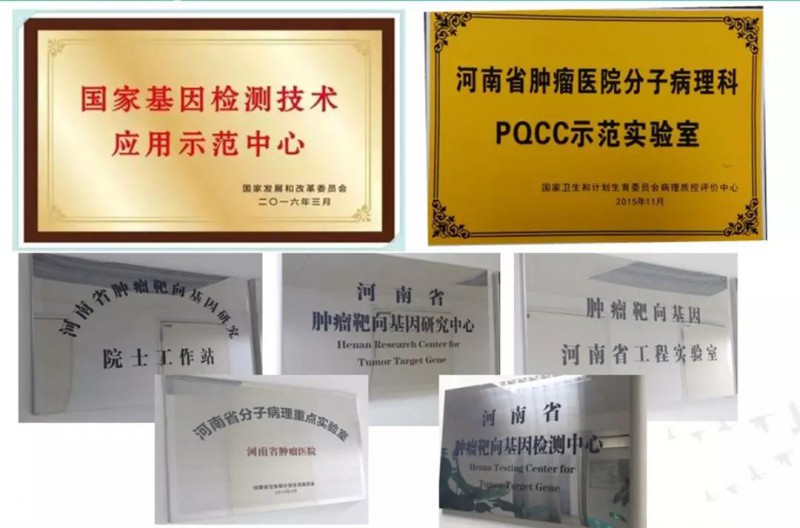 国家基因检测技术
应用示范中心
国家发展和改革委员会
二〇一六年三月
河南省肿瘤医院分子病理科
PQCC示范实验室
国家卫生和计划生育委员会病理质控评价中心
2015年11月
河南省肿瘤靶向基因研究
院士工作站
河南省
肿瘤靶向基因研究中心
Henan Research Center for
Tumor Target Gene
肿瘤靶向基因
河南省工程实验室
河南省分子病理重点实验室
河南省肿瘤医院
河南省
肿瘤靶向基因检测中心
Henan Testing Center for
Tumor Target Gene